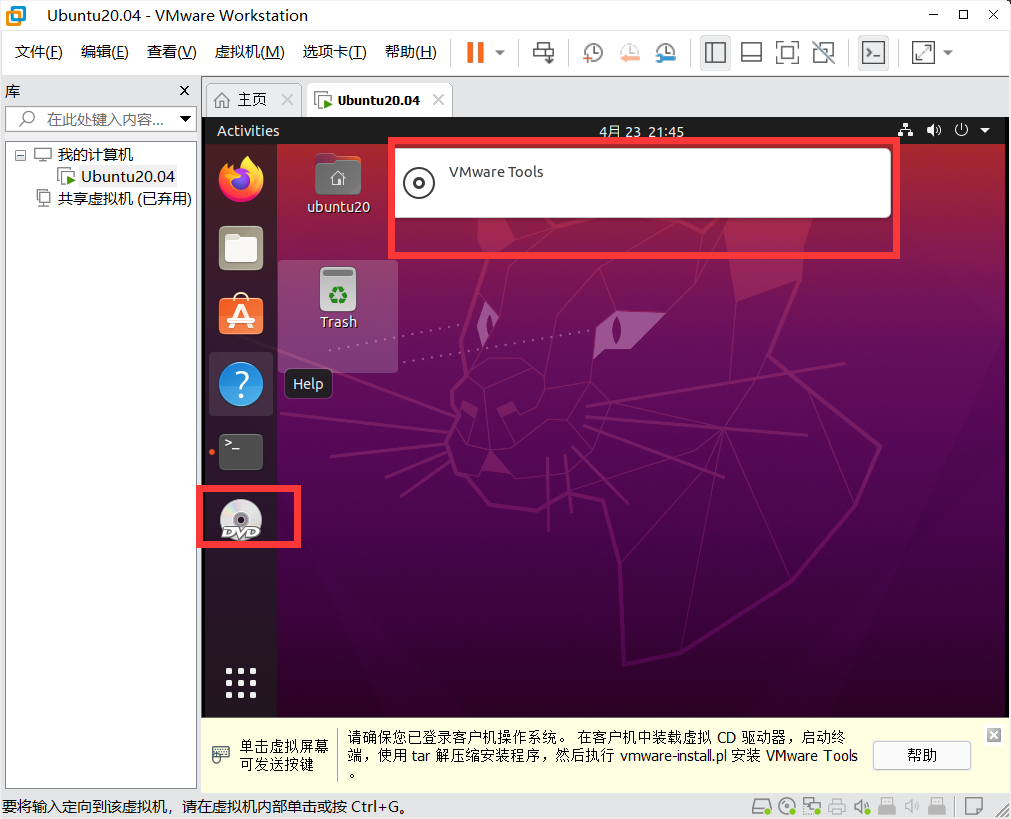 Ubuntu20.04 - VMware Workstation
文件(F) 编辑(E) 查看(V) 虚拟机(M) 选项卡(T) 帮助(H)
库
在此处键入内容...
我的计算机
Ubuntu20.04
共享虚拟机 (已弃用)
主页
Ubuntu20.04
Activities
4月 23 21:45
VMware Tools
ubuntu20
Trash
?
Help
>_
DVD
单击虚拟屏幕
可发送按键
请确保您已登录客户机操作系统。 在客户机中装载虚拟 CD 驱动器，启动终
端，使用 tar 解压缩安装程序，然后执行 vmware-install.pl 安装 VMware Tools
。
帮助
要将输入定向到该虚拟机，请在虚拟机内部单击或按 Ctrl+G。